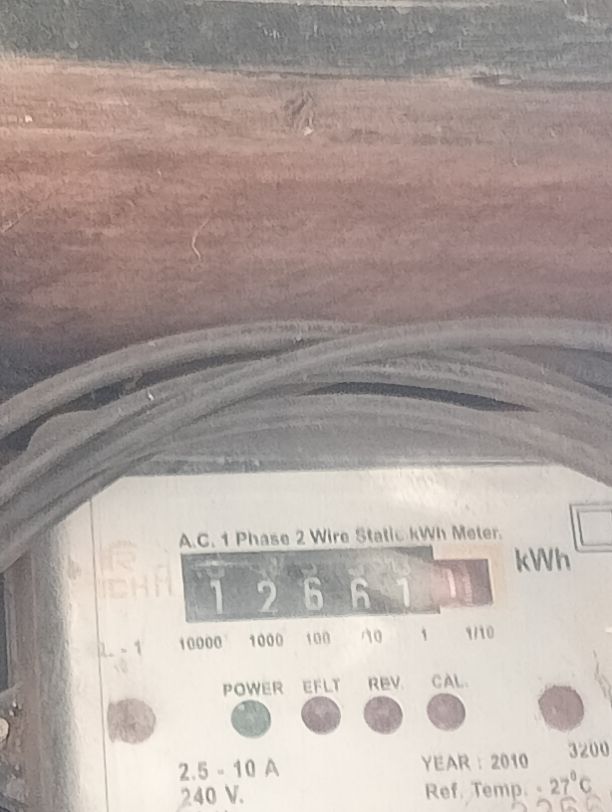 A.C. 1 Phase 2 Wire Static kWh Meter.
1 2 6 6 1 1 kWh
10000 1000 100 /10 1 1/10
POWER EFLT REV. CAL.
3200
2.5 - 10 A YEAR : 2010
240 V. Ref. Temp. - 27°C